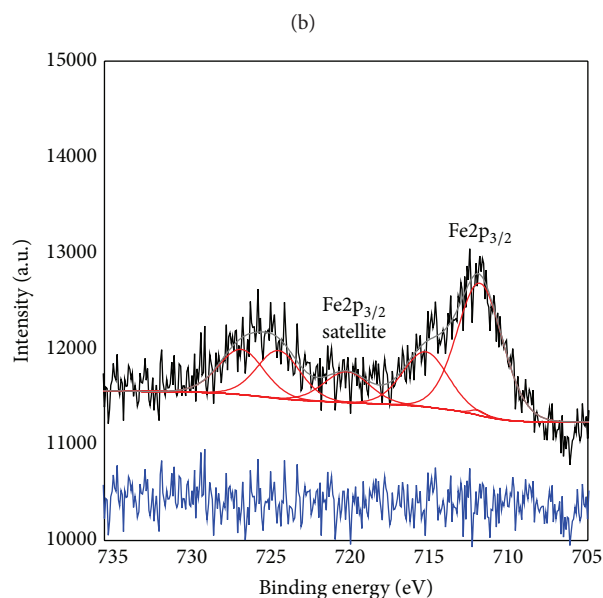 (b)
15000
14000
13000
12000
11000
10000
Intensity (a.u.)
Fe2p3/2
Fe2p3/2
satellite
735
730
725
720
715
710
705
Binding energy (eV)